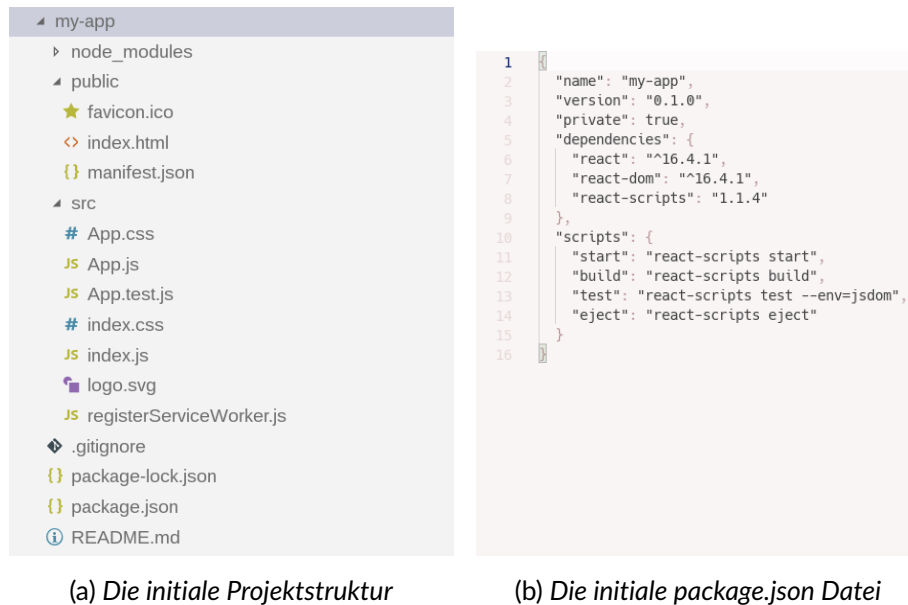 my-app
node_modules
public
favicon.ico
index.html
manifest.json
src
App.css
App.js
App.test.js
index.css
index.js
logo.svg
registerServiceWorker.js
.gitignore
package-lock.json
package.json
README.md
(a) Die initiale Projektstruktur
1 {
2 "name": "my-app",
3 "version": "0.1.0",
4 "private": true,
5 "dependencies": {
6 "react": "^16.4.1",
7 "react-dom": "^16.4.1",
8 "react-scripts": "1.1.4"
9 },
10 "scripts": {
11 "start": "react-scripts start",
12 "build": "react-scripts build",
13 "test": "react-scripts test --env=jsdom",
14 "eject": "react-scripts eject"
15 }
16 }
(b) Die initiale package.json Datei